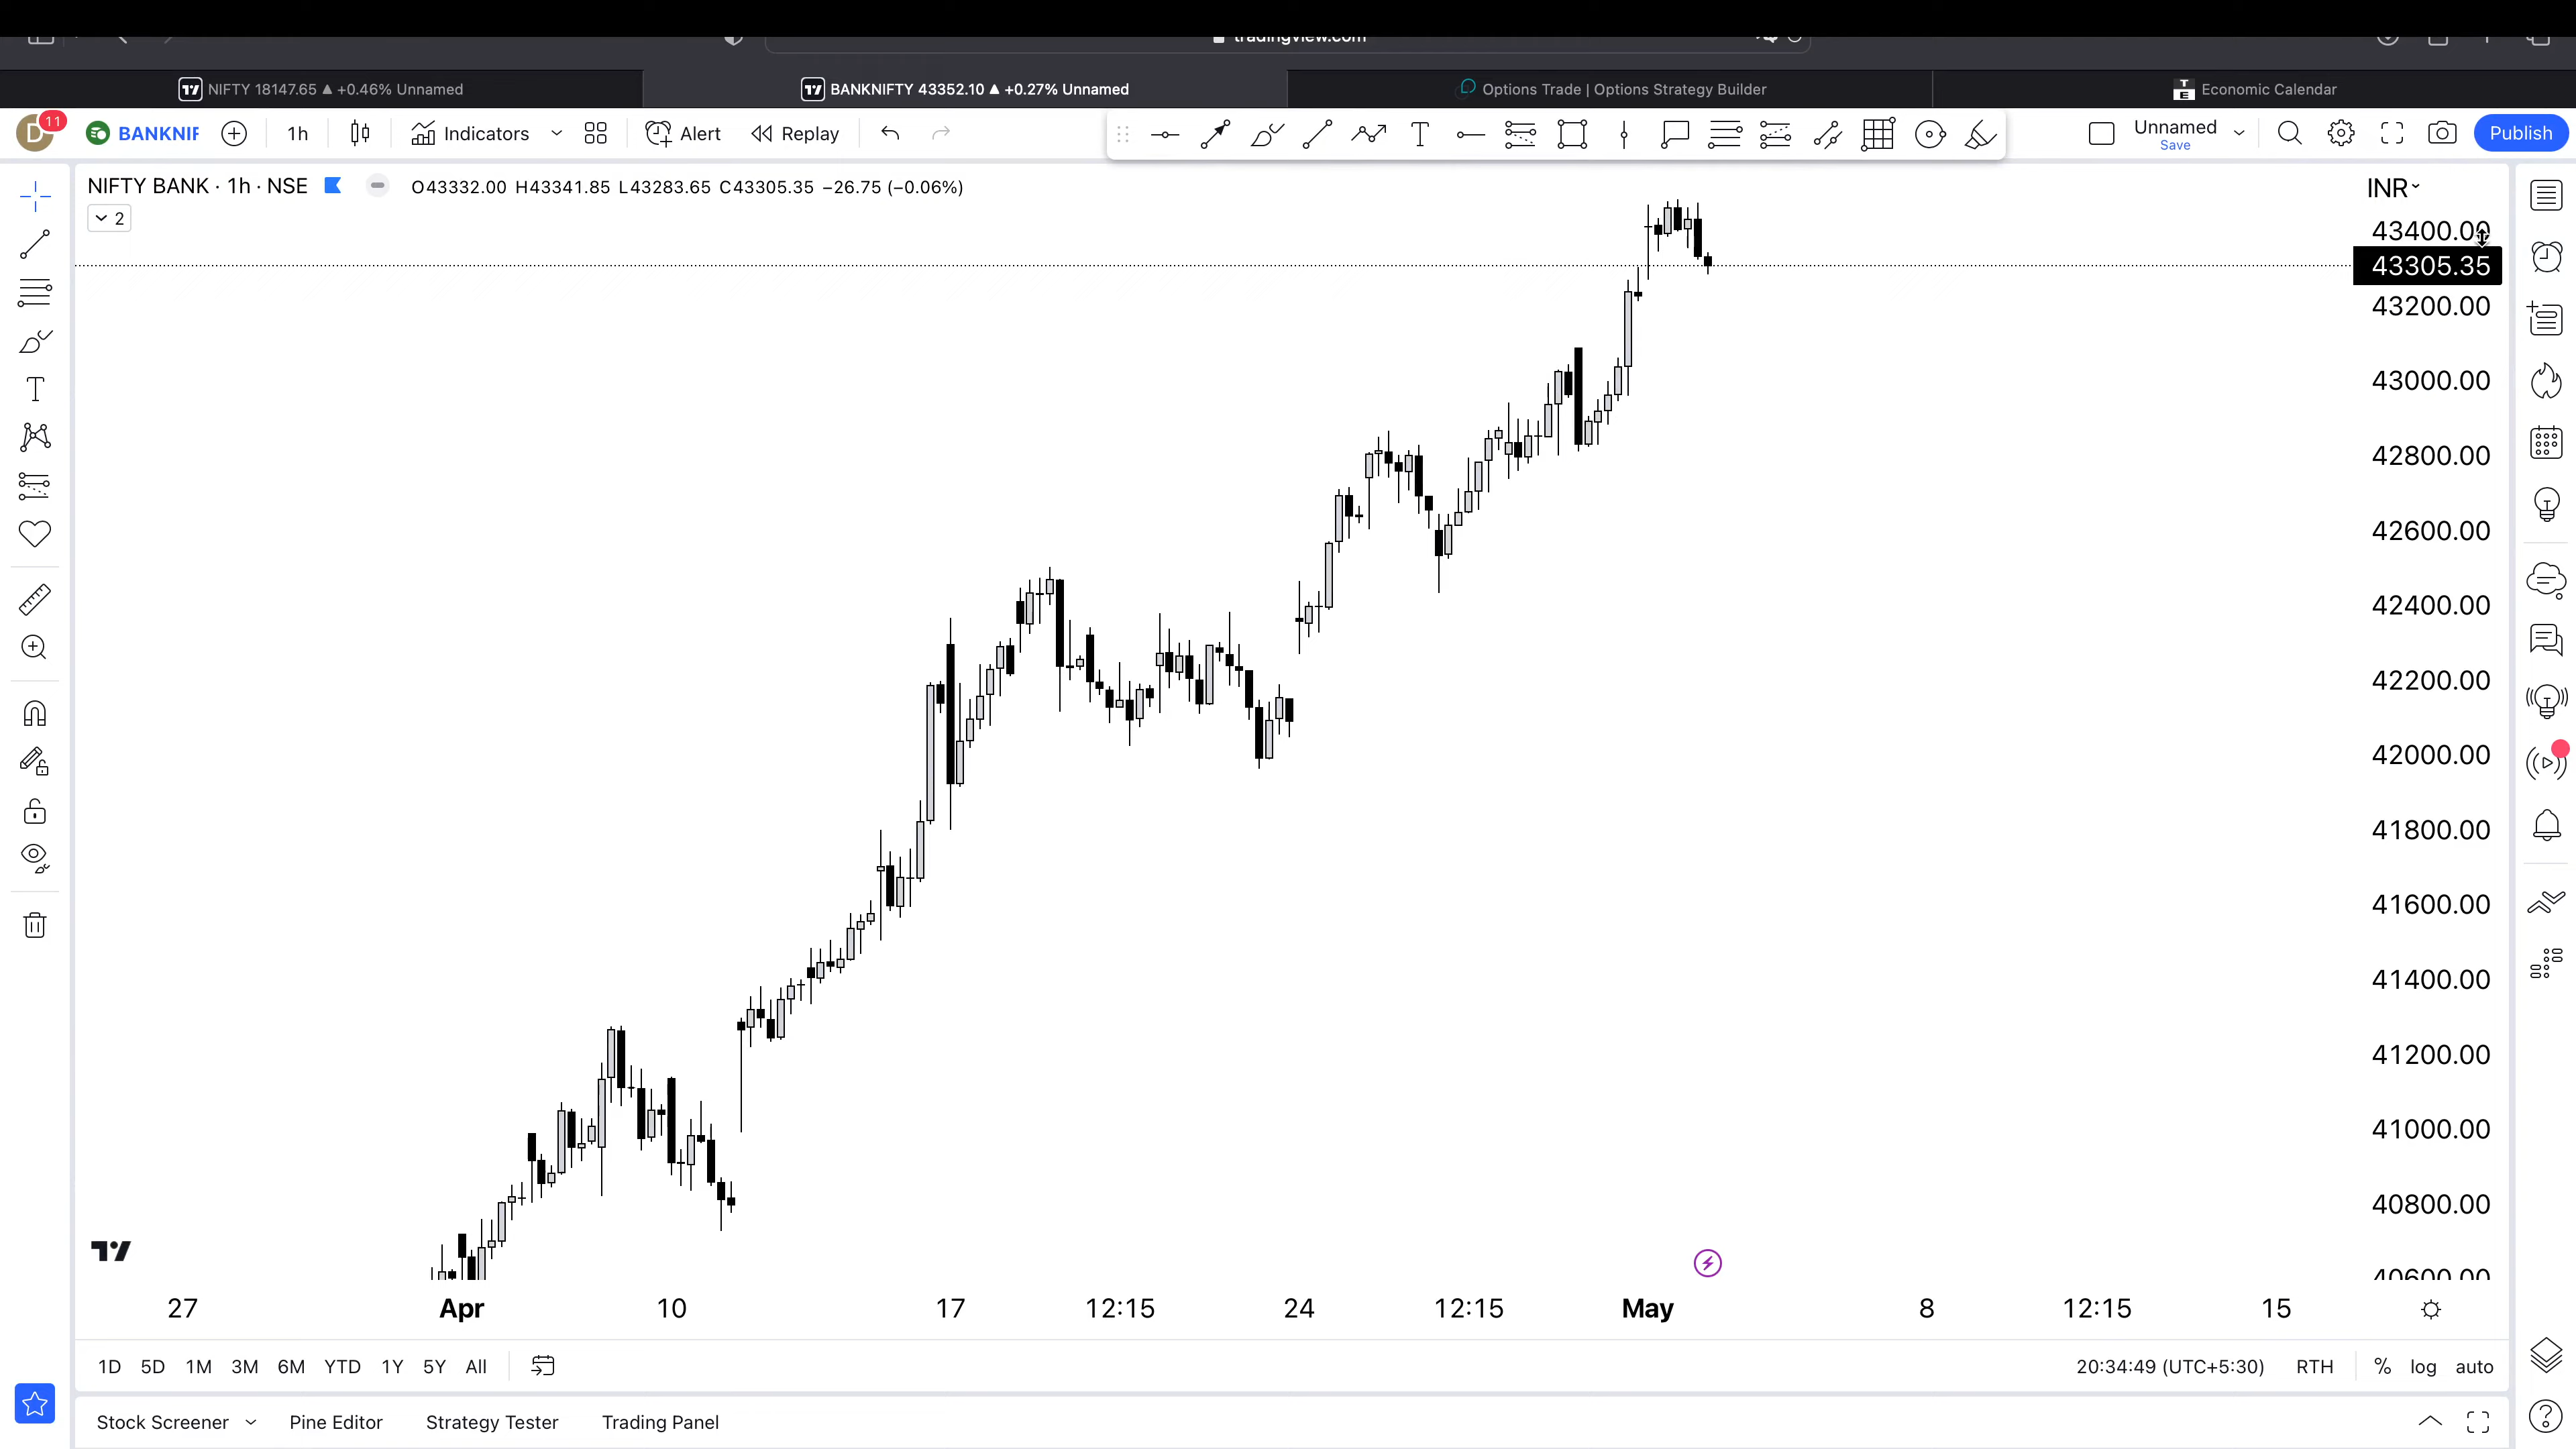 tradingview.com
NIFTY 18147.65 ▲ +0.46% Unnamed
BANKNIFTY 43352.10 ▲ +0.27% Unnamed
Options Trade | Options Strategy Builder
Economic Calendar
D 11
BANKNIF
1h
Indicators
Alert
Replay
Unnamed
Save
Publish
NIFTY BANK · 1h · NSE
O43332.00 H43341.85 L43283.65 C43305.35 −26.75 (−0.06%)
2
INR
43400.00
43305.35
43200.00
43000.00
42800.00
42600.00
42400.00
42200.00
42000.00
41800.00
41600.00
41400.00
41200.00
41000.00
40800.00
40600.00
27 Apr 10 17 12:15 24 12:15 May 8 12:15 15
1D 5D 1M 3M 6M YTD 1Y 5Y All
20:34:49 (UTC+5:30) RTH % log auto
Stock Screener Pine Editor Strategy Tester Trading Panel